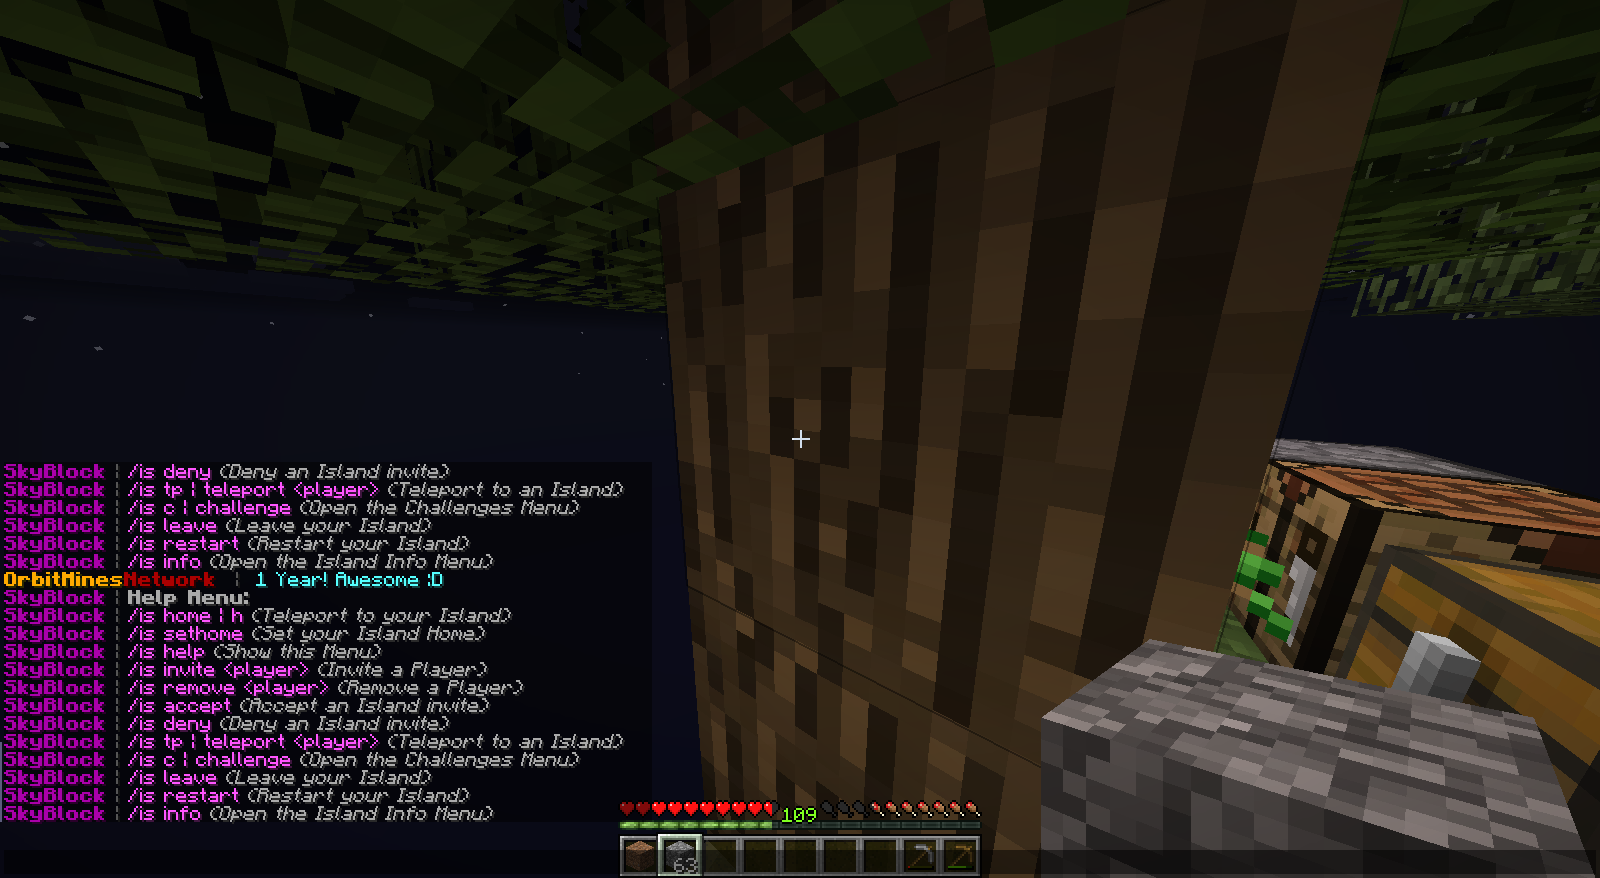 SkyBlock | /is deny (Deny an Island invite)
SkyBlock | /is tp | teleport <player> (Teleport to an Island)
SkyBlock | /is c | challenge (Open the Challenges Menu)
SkyBlock | /is leave (Leave your Island)
SkyBlock | /is restart (Restart your Island)
SkyBlock | /is info (Open the Island Info Menu)
OrbitMinesNetwork | 1 Year! Awesome :D
SkyBlock | Help Menu:
SkyBlock | /is home | h (Teleport to your Island)
SkyBlock | /is sethome (Set your Island Home)
SkyBlock | /is help (Show this Menu)
SkyBlock | /is invite <player> (Invite a Player)
SkyBlock | /is remove <player> (Remove a Player)
SkyBlock | /is accept (Accept an Island invite)
SkyBlock | /is deny (Deny an Island invite)
SkyBlock | /is tp | teleport <player> (Teleport to an Island)
SkyBlock | /is c | challenge (Open the Challenges Menu)
SkyBlock | /is leave (Leave your Island)
SkyBlock | /is restart (Restart your Island)
SkyBlock | /is info (Open the Island Info Menu)
109
63